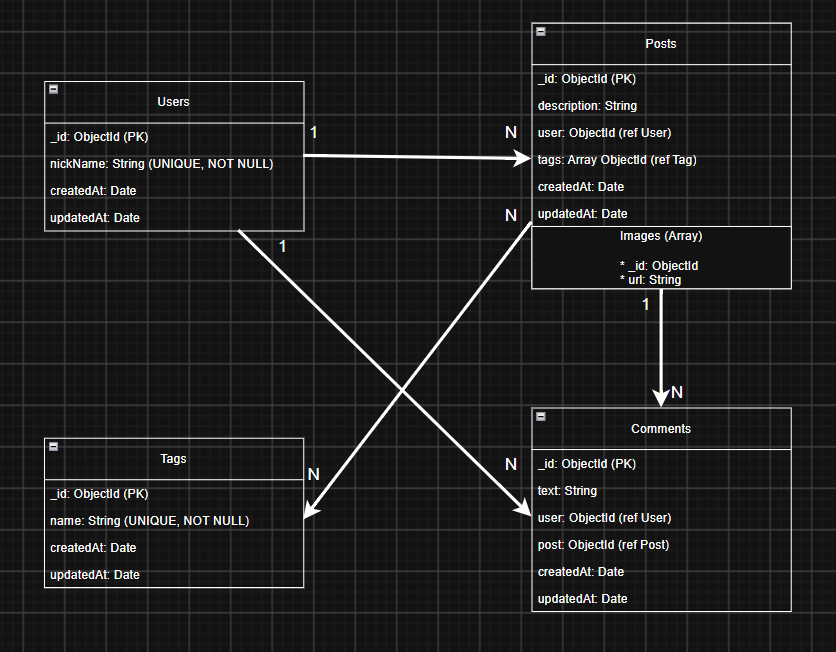 Users
_id: ObjectId (PK)
nickName: String (UNIQUE, NOT NULL)
createdAt: Date
updatedAt: Date
1
N
1
Posts
_id: ObjectId (PK)
description: String
user: ObjectId (ref User)
tags: Array ObjectId (ref Tag)
createdAt: Date
updatedAt: Date
N
Images (Array)
* _id: ObjectId
* url: String
1
N
Tags
_id: ObjectId (PK)
name: String (UNIQUE, NOT NULL)
createdAt: Date
updatedAt: Date
N
N
Comments
_id: ObjectId (PK)
text: String
user: ObjectId (ref User)
post: ObjectId (ref Post)
createdAt: Date
updatedAt: Date